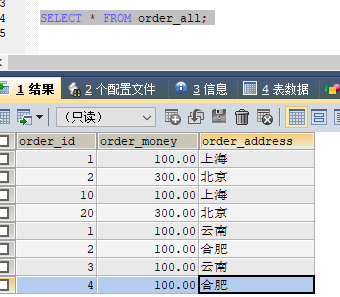 3
4 SELECT * FROM order_all;
5
1 结果 2 个配置文件 3 信息 4 表数据
(只读)
order_id order_money order_address
1 100.00 上海
2 300.00 北京
10 100.00 上海
20 300.00 北京
1 100.00 云南
2 100.00 合肥
3 100.00 云南
4 100.00 合肥